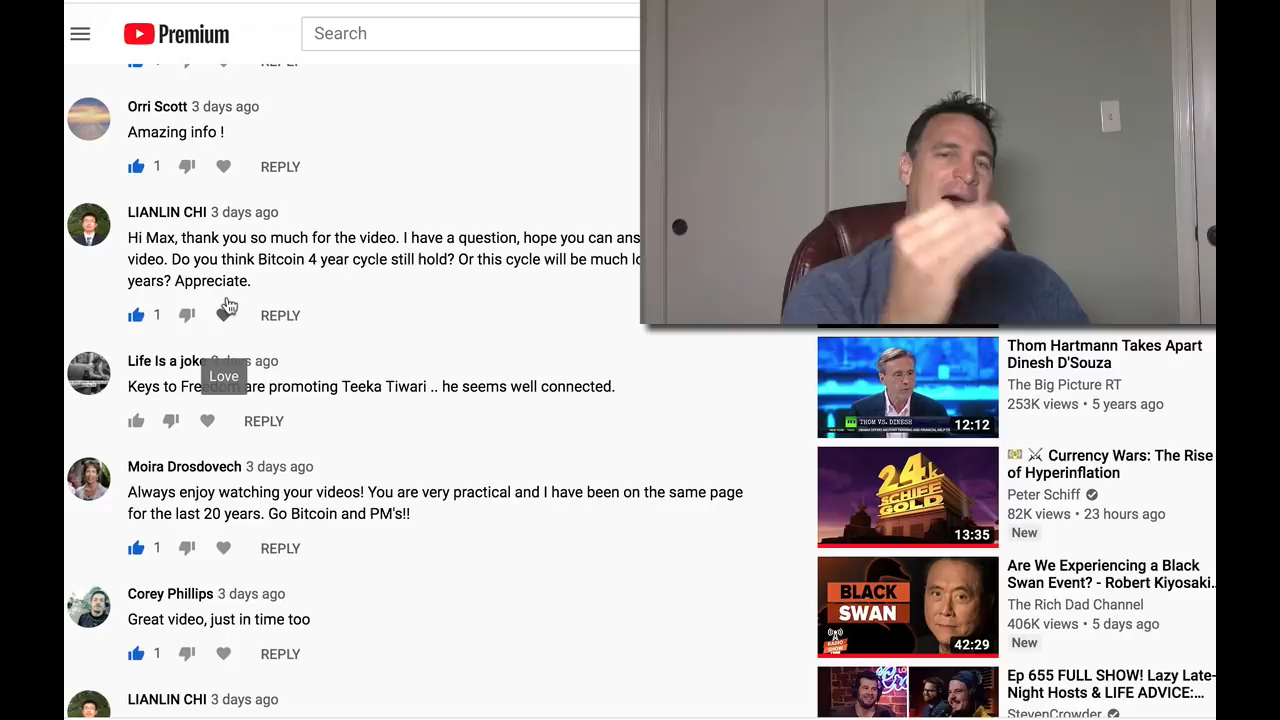 Premium
Search
REPLY
Orri Scott 3 days ago
Amazing info !
1 REPLY
LIANLIN CHI 3 days ago
Hi Max, thank you so much for the video. I have a question, hope you can ans
video. Do you think Bitcoin 4 year cycle still hold? Or this cycle will be much lo
years? Appreciate.
1 REPLY
Life Is a joke days ago
Love
Keys to Freedom are promoting Teeka Tiwari .. he seems well connected.
REPLY
Moira Drosdovech 3 days ago
Always enjoy watching your videos! You are very practical and I have been on the same page
for the last 20 years. Go Bitcoin and PM's!!
1 REPLY
Corey Phillips 3 days ago
Great video, just in time too
1 REPLY
LIANLIN CHI 3 days ago
THOM VS. DINESH
12:12
Thom Hartmann Takes Apart
Dinesh D'Souza
The Big Picture RT
253K views • 5 years ago
24k
SCHIFF
GOLD
13:35
💵 ⚔ Currency Wars: The Rise
of Hyperinflation
Peter Schiff
82K views • 23 hours ago
New
BLACK
SWAN
RADIO
SHOW
42:29
Are We Experiencing a Black
Swan Event? - Robert Kiyosaki..
The Rich Dad Channel
406K views • 5 days ago
New
Ep 655 FULL SHOW! Lazy Late-
Night Hosts & LIFE ADVICE:...
StevenCrowder